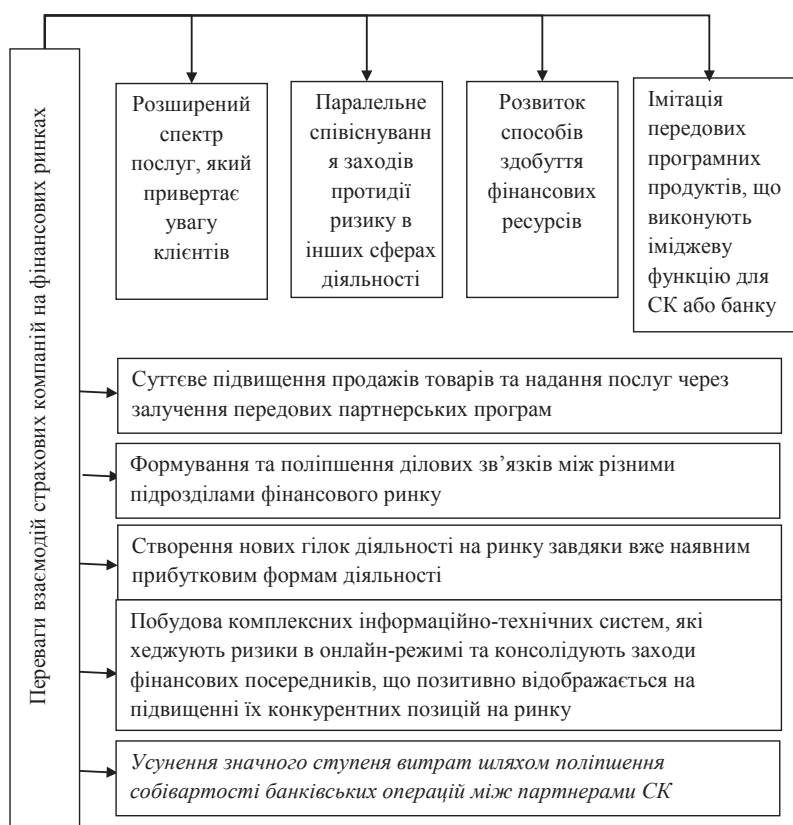 Переваги взаємодій страхових компаній на фінансових ринках
Розширений
спектр
послуг, який
привертає
увагу
клієнтів
Паралельне
співіснуванн
я заходів
протидії
ризику в
інших сферах
діяльності
Розвиток
способів
здобуття
фінансових
ресурсів
Імітація
передових
програмних
продуктів, що
виконують
іміджеву
функцію для
СК або банку
Суттєве підвищення продажів товарів та надання послуг через
залучення передових партнерських програм
Формування та поліпшення ділових зв’язків між різними
підрозділами фінансового ринку
Створення нових гілок діяльності на ринку завдяки вже наявним
прибутковим формам діяльності
Побудова комплексних інформаційно-технічних систем, які
хеджують ризики в онлайн-режимі та консолідують заходи
фінансових посередників, що позитивно відображається на
підвищенні їх конкурентних позицій на ринку
Усунення значного ступеня витрат шляхом поліпшення
собівартості банківських операцій між партнерами СК